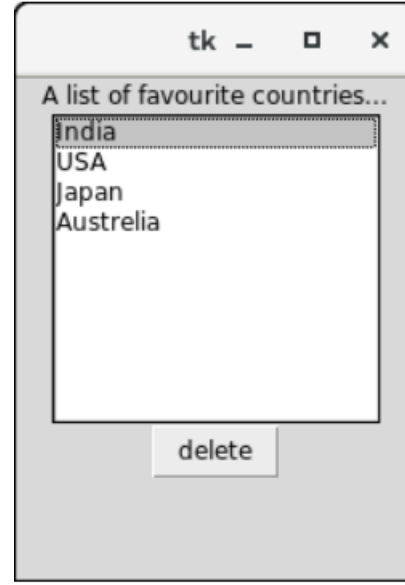 tk
A list of favourite countries...
India
USA
Japan
Austrelia
delete